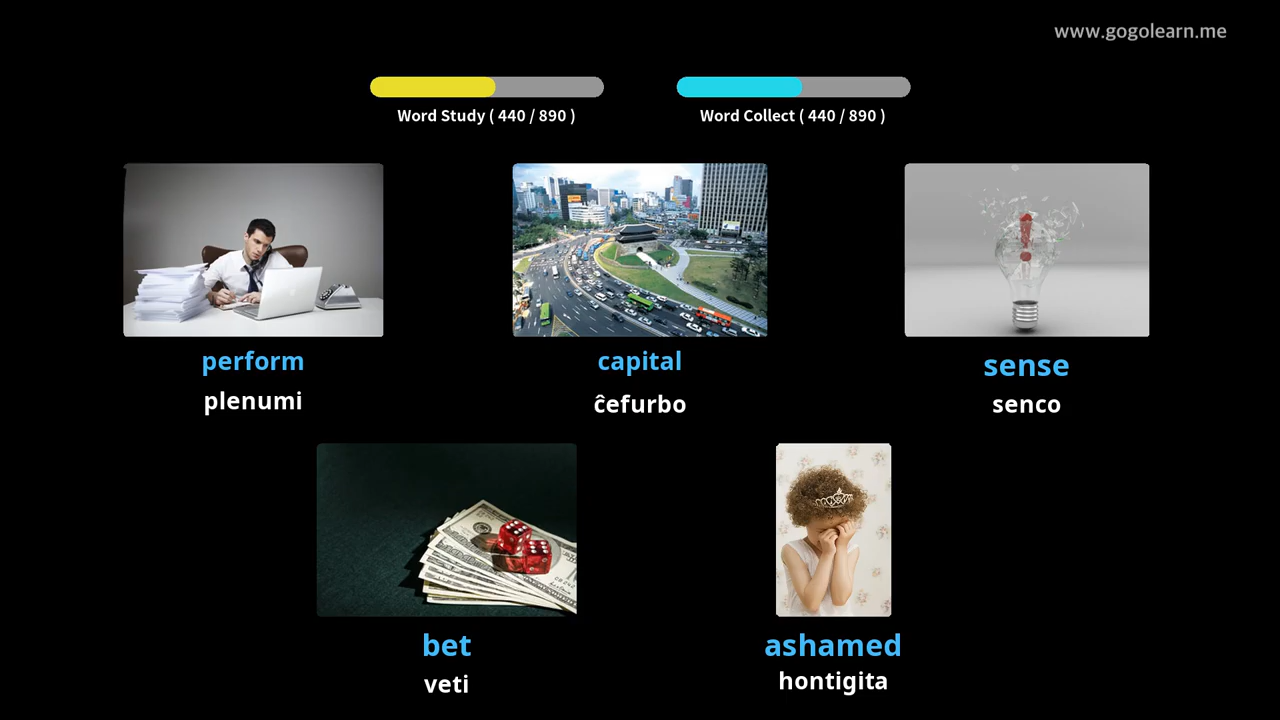 www.gogolearn.me
Word Study ( 440 / 890 )
Word Collect ( 440 / 890 )
perform
plenumi
capital
ĉefurbo
sense
senco
bet
veti
ashamed
hontigita